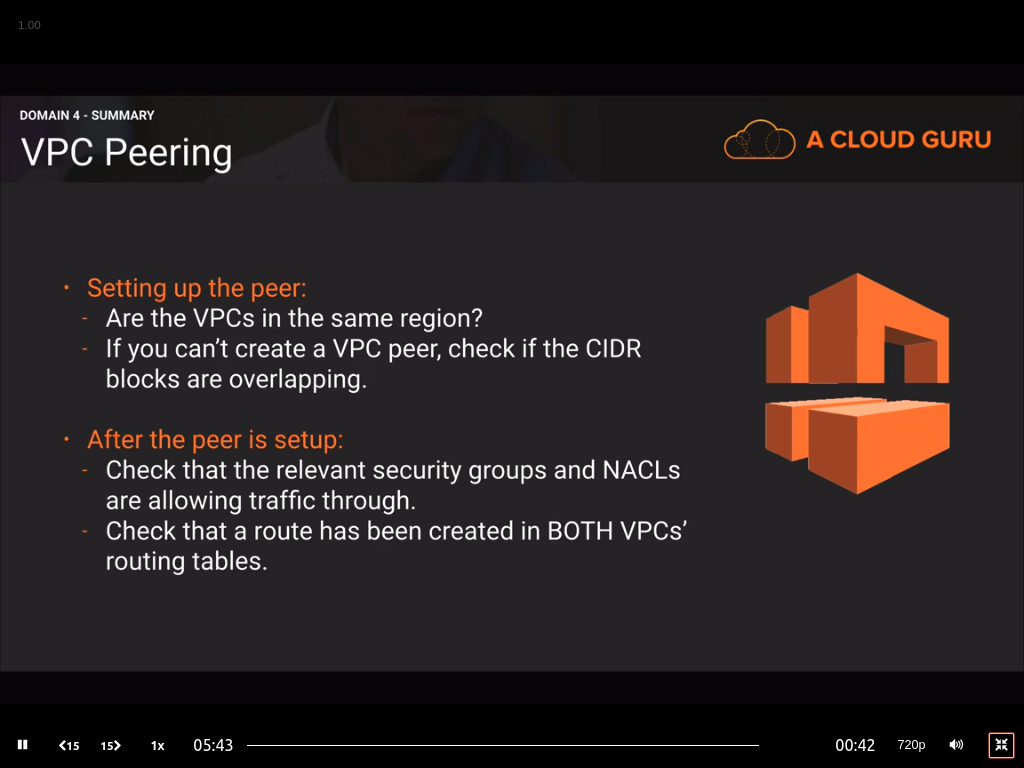 1.00
DOMAIN 4 - SUMMARY
VPC Peering
A CLOUD GURU
• Setting up the peer:
- Are the VPCs in the same region?
- If you can’t create a VPC peer, check if the CIDR
blocks are overlapping.
• After the peer is setup:
- Check that the relevant security groups and NACLs
are allowing traffic through.
- Check that a route has been created in BOTH VPCs’
routing tables.
15 15 1x 05:43 00:42 720p